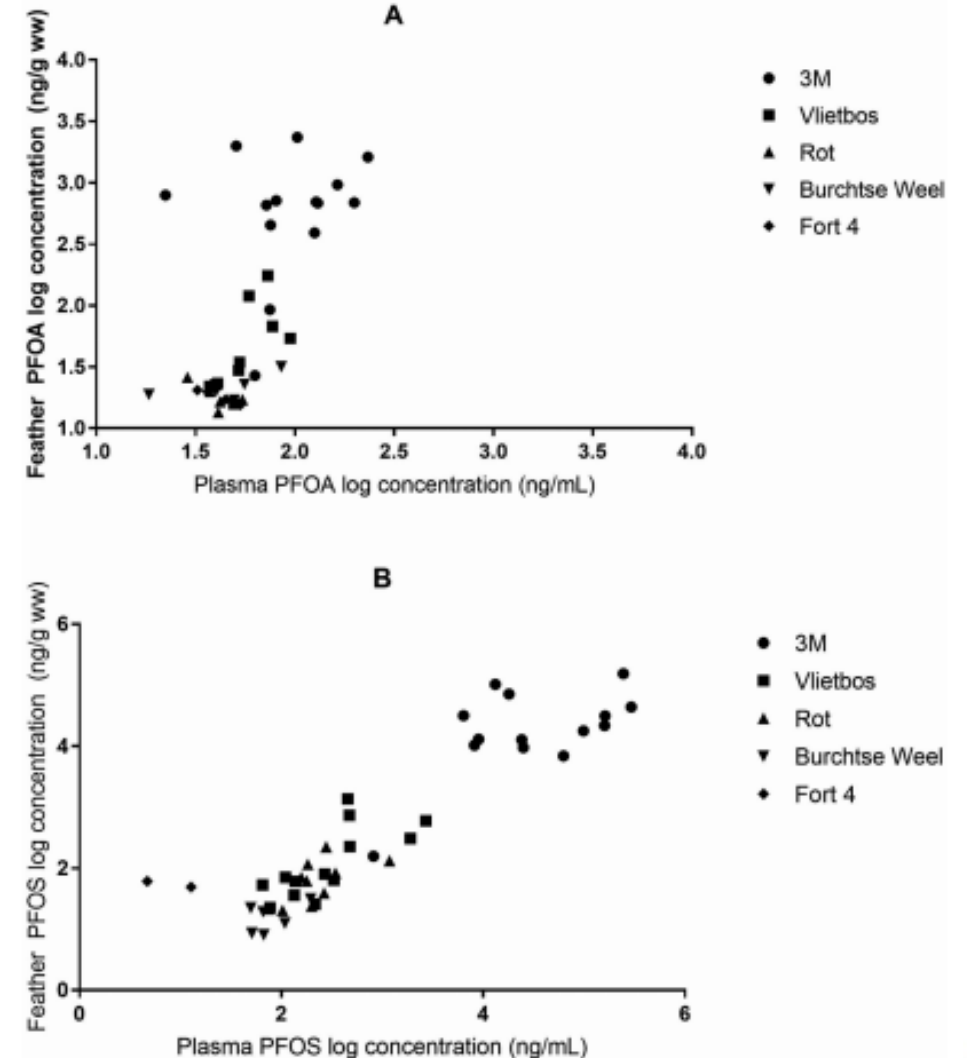 A
Feather PFOA log concentration (ng/g ww)
4.0
3.5
3.0
2.5
2.0
1.5
1.0
1.0 1.5 2.0 2.5 3.0 3.5 4.0
Plasma PFOA log concentration (ng/mL)
3M
Vlietbos
Rot
Burchtse Weel
Fort 4
B
Feather PFOS log concentration (ng/g ww)
6
4
2
0
0 2 4 6
Plasma PFOS log concentration (ng/mL)
3M
Vlietbos
Rot
Burchtse Weel
Fort 4